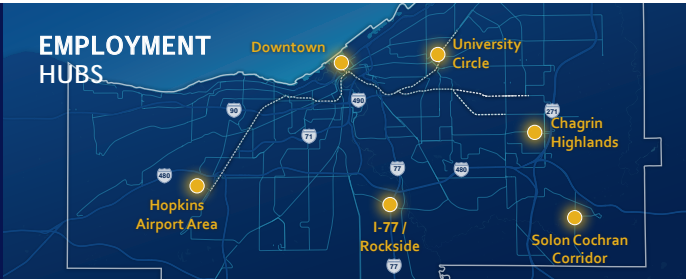 EMPLOYMENT
HUBS
Downtown
University
Circle
490
90
271
Chagrin
Highlands
71
77
480
480
Hopkins
Airport Area
I-77 /
Rockside
Solon Cochran
Corridor
77